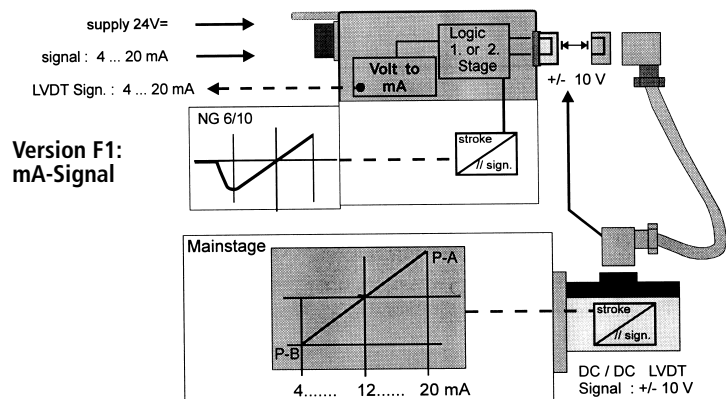 supply 24V=
signal : 4 ... 20 mA
LVDT Sign. : 4 ... 20 mA
Logic
1. or 2.
Stage
Volt to
mA
+/- 10 V
NG 6/10
Version F1:
mA-Signal
stroke
// sign.
Mainstage
P-A
P-B
4....... 12...... 20 mA
stroke
// sign.
DC / DC LVDT
Signal : +/- 10 V